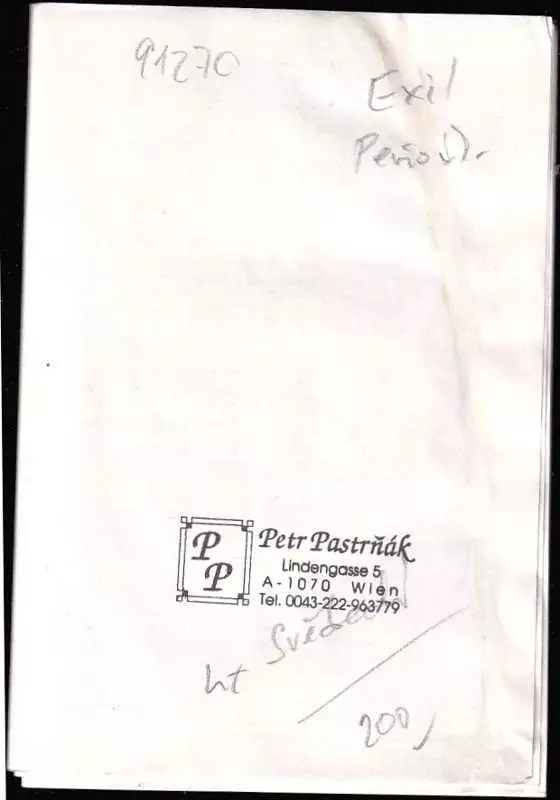 91270
Exil
P P
Petr Pastrňák
Lindengasse 5
A-1070 Wien
Tel. 0043-222-963779
200,